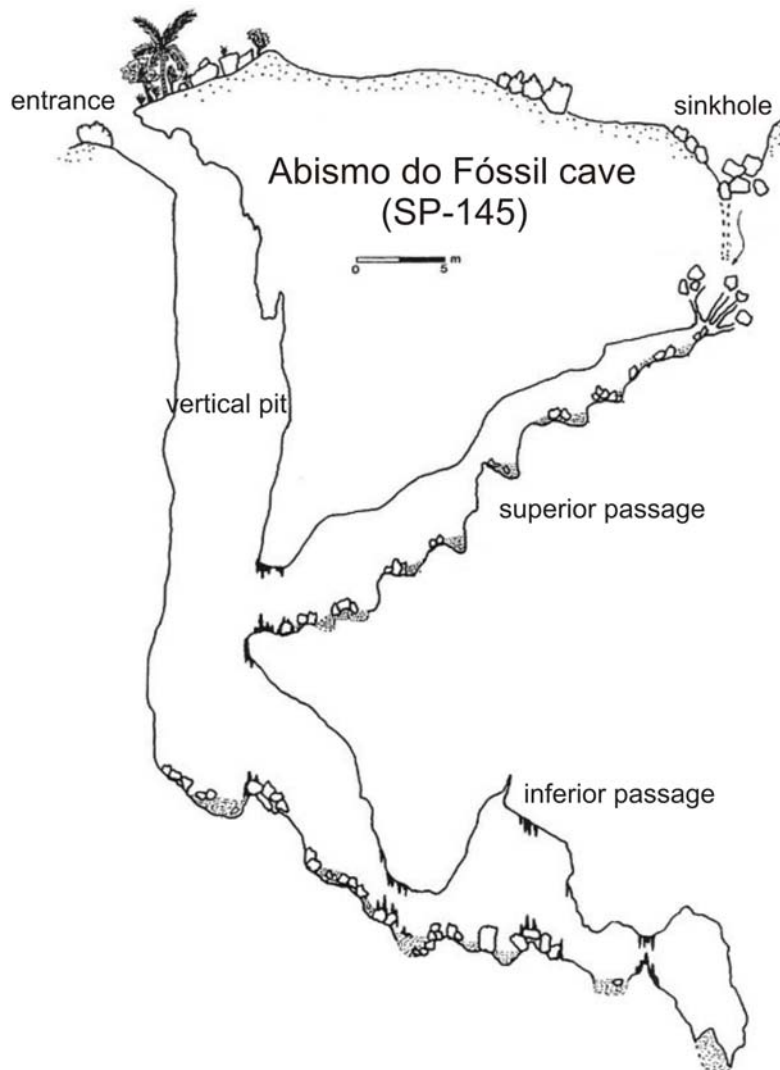 entrance
sinkhole
Abismo do Fóssil cave
(SP-145)
m
0 5
vertical pit
superior passage
inferior passage